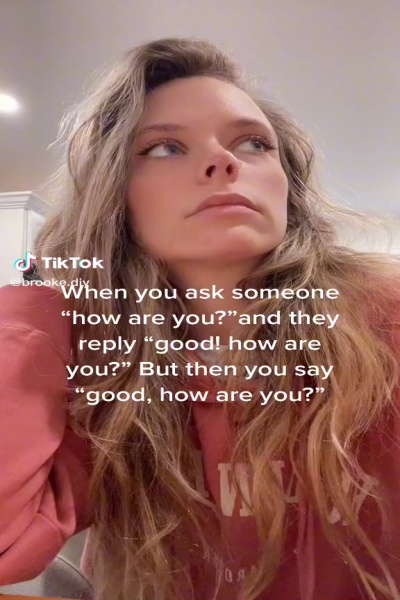 TikTok
@brooke.div
When you ask someone
“how are you?”and they
reply “good! how are
you?” But then you say
“good, how are you?”